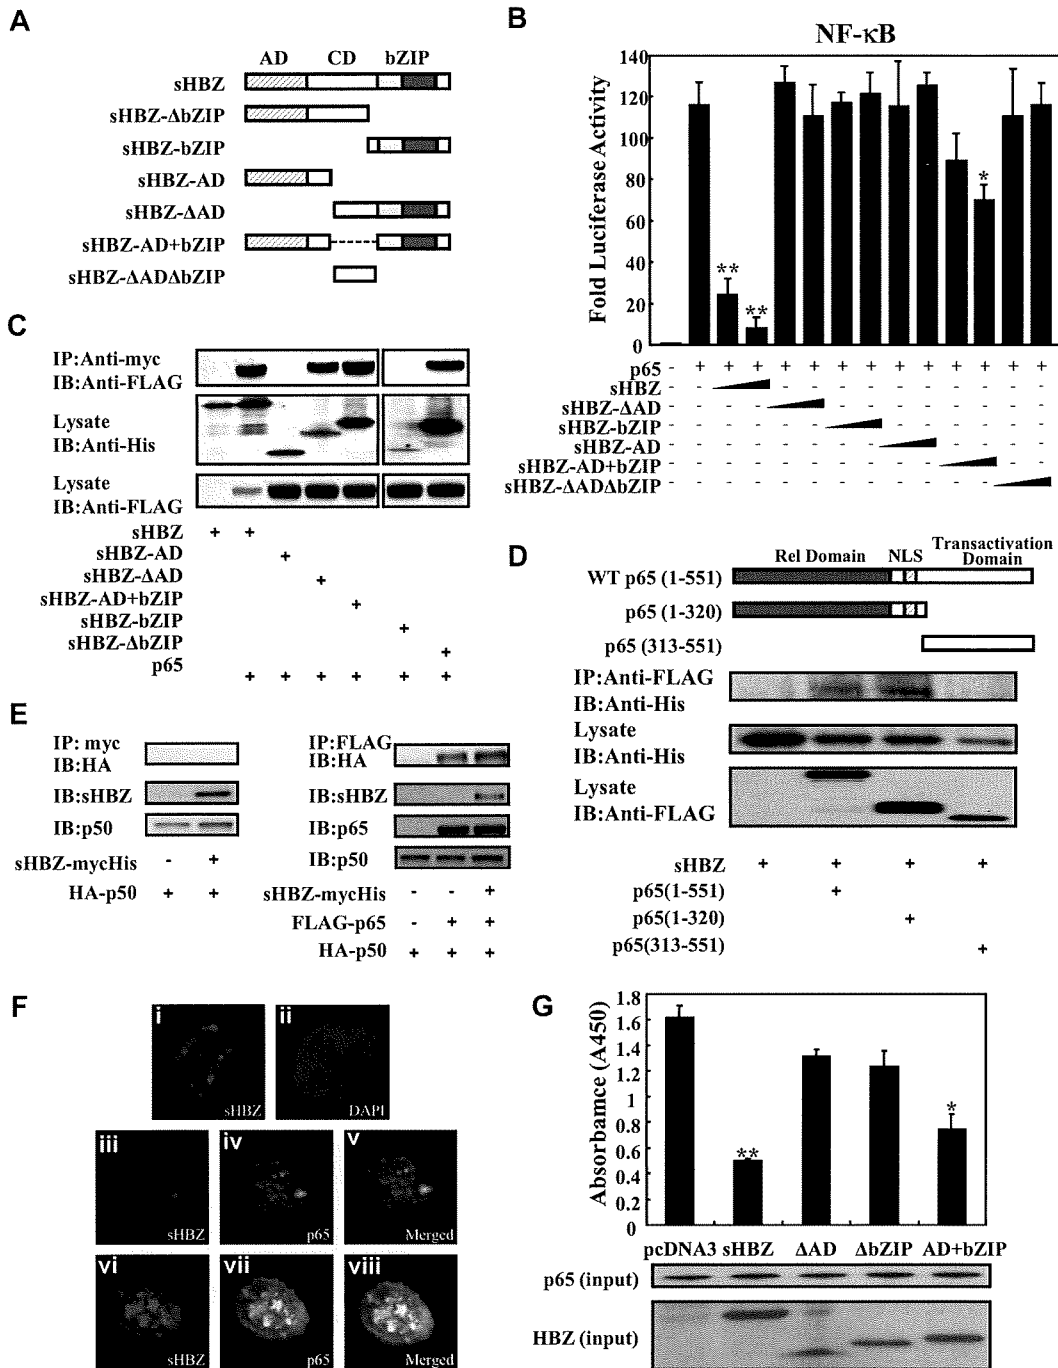 A
AD CD bZIP
sHBZ
sHBZ-ΔbZIP
sHBZ-bZIP
sHBZ-AD
sHBZ-ΔAD
sHBZ-AD+bZIP
sHBZ-ΔADΔbZIP
B
NF-κB
Fold Luciferase Activity
140
120
100
80
60
40
20
0
** ** *
p65 - + + + + + + + + + + + + +
sHBZ
sHBZ-ΔAD
sHBZ-bZIP
sHBZ-AD
sHBZ-AD+bZIP
sHBZ-ΔADΔbZIP
C
IP:Anti-myc
IB:Anti-FLAG
Lysate
IB:Anti-His
Lysate
IB:Anti-FLAG
sHBZ + +
sHBZ-AD +
sHBZ-ΔAD +
sHBZ-AD+bZIP +
sHBZ-bZIP +
sHBZ-ΔbZIP +
p65 + + + + + +
D
Rel Domain NLS Transactivation Domain
WT p65 (1-551)
p65 (1-320)
p65 (313-551)
IP:Anti-FLAG
IB:Anti-His
Lysate
IB:Anti-His
Lysate
IB:Anti-FLAG
sHBZ + + + +
p65(1-551) +
p65(1-320) +
p65(313-551) +
E
IP: myc
IB:HA
IB:sHBZ
IB:p50
sHBZ-mycHis - +
HA-p50 + +
IP:FLAG
IB:HA
IB:sHBZ
IB:p65
IB:p50
sHBZ-mycHis - - +
FLAG-p65 - + +
HA-p50 + + +
F
i sHBZ
ii DAPI
iii sHBZ
iv p65
v Merged
vi sHBZ
vii p65
viii Merged
G
Absorbamce (A450)
1.8
1.6
1.4
1.2
1
0.8
0.6
0.4
0.2
0
** *
pcDNA3 sHBZ ΔAD ΔbZIP AD+bZIP
p65 (input)
HBZ (input)